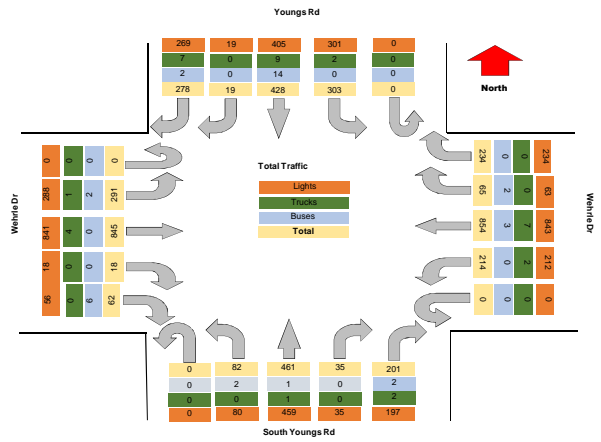 Youngs Rd
269 19 405 301 0
7 0 9 2 0
2 0 14 0 0
278 19 428 303 0
North
Total Traffic
Lights
Trucks
Buses
Total
Wehrle Dr
0 0 0 0
288 1 2 291
841 4 0 845
18 0 0 18
56 0 6 62
234 0 0 234
65 2 0 63
854 3 7 843
214 0 2 212
0 0 0 0
Wehrle Dr
0 82 461 35 201
0 2 1 0 2
0 0 1 0 2
0 80 459 35 197
South Youngs Rd